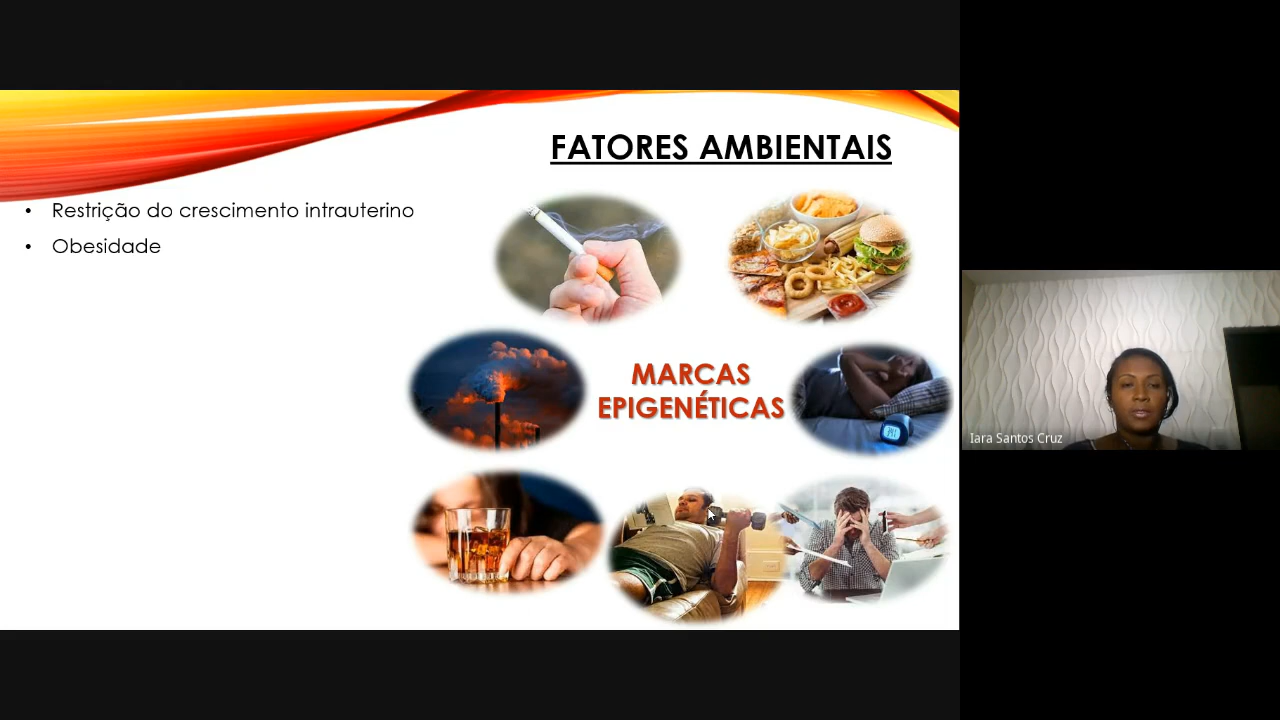 FATORES AMBIENTAIS
• Restrição do crescimento intrauterino
• Obesidade
MARCAS
EPIGENÉTICAS
Iara Santos Cruz